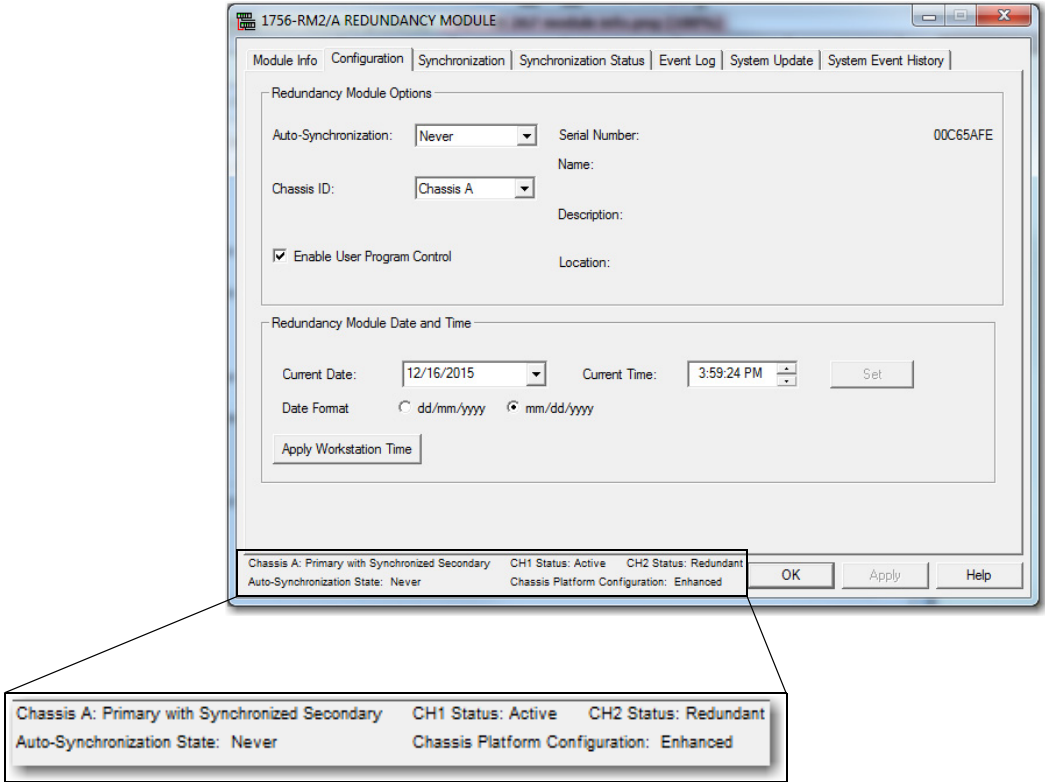 1756-RM2/A REDUNDANCY MODULE
Module Info Configuration Synchronization Synchronization Status Event Log System Update System Event History
Redundancy Module Options
Auto-Synchronization: Never Serial Number: 00C65AFE
Name:
Chassis ID: Chassis A
Description:
Enable User Program Control
Location:
Redundancy Module Date and Time
Current Date: 12/16/2015 Current Time: 3:59:24 PM Set
Date Format dd/mm/yyyy mm/dd/yyyy
Apply Workstation Time
Chassis A: Primary with Synchronized Secondary CH1 Status: Active CH2 Status: Redundant
Auto-Synchronization State: Never Chassis Platform Configuration: Enhanced
OK Apply Help
Chassis A: Primary with Synchronized Secondary CH1 Status: Active CH2 Status: Redundant
Auto-Synchronization State: Never Chassis Platform Configuration: Enhanced